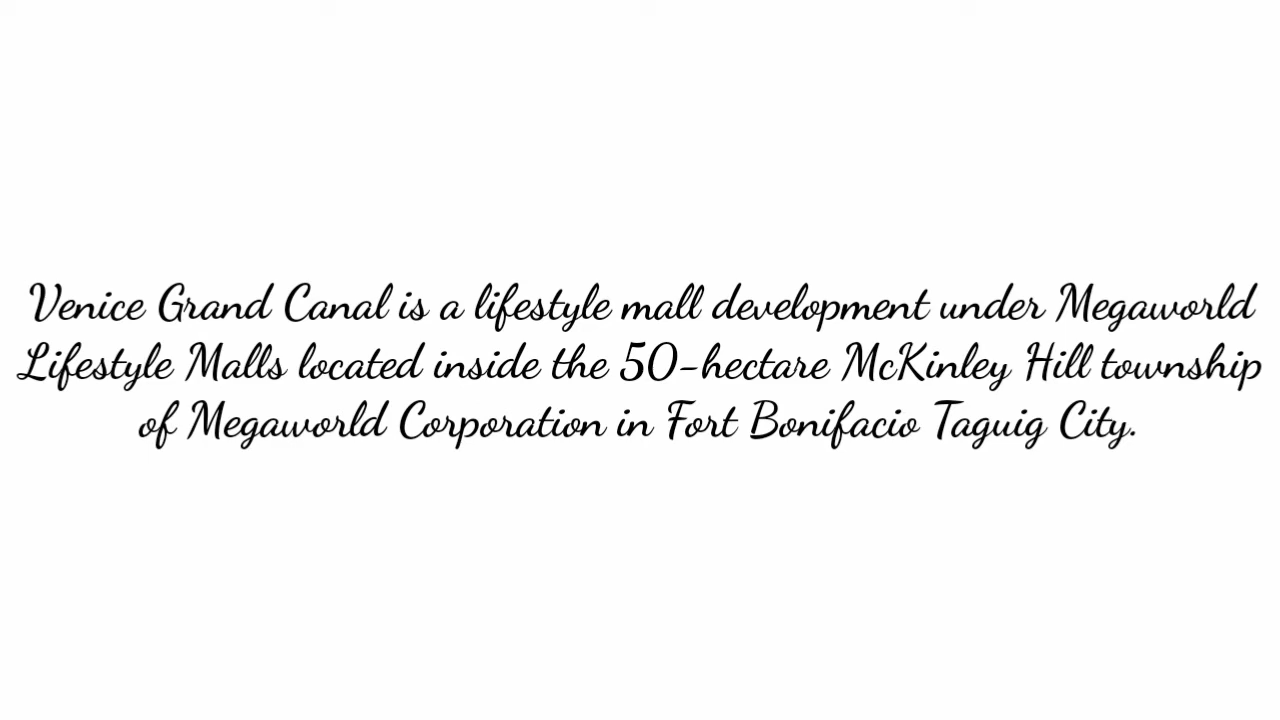 Venice Grand Canal is a lifestyle mall development under Megaworld
Lifestyle Malls located inside the 50-hectare McKinley Hill township
of Megaworld Corporation in Fort Bonifacio Taguig City.